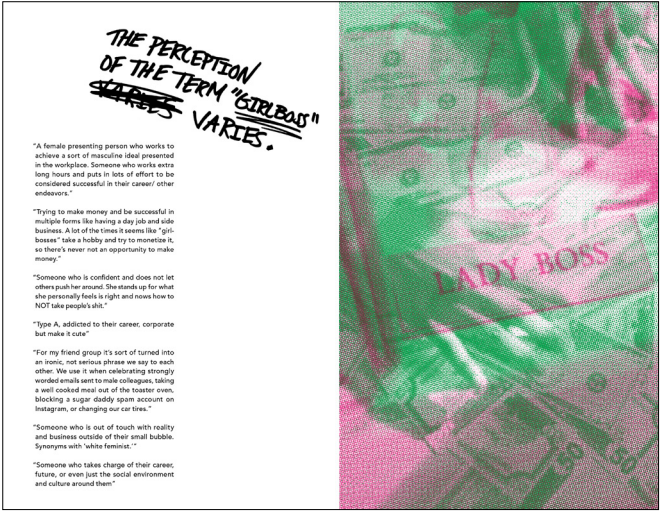 THE PERCEPTION
OF THE TERM "GIRLBOSS"
VARIES VARIES.
"A female presenting person who works to
achieve a sort of masculine ideal presented
in the workplace. Someone who works extra
long hours and puts in lots of effort to be
considered successful in their career/ other
endeavors."
"Trying to make money and be successful in
multiple forms like having a day job and side
business. A lot of the times it seems like "girl-
bosses" take a hobby and try to monetize it,
so there's never not an opportunity to make
money."
"Someone who is confident and does not let
others push her around. She stands up for what
she personally feels is right and nows how to
NOT take people's shit."
"Type A, addicted to their career, corporate
but make it cute"
"For my friend group it's sort of turned into
an ironic, not serious phrase we say to each
other. We use it when celebrating strongly
worded emails sent to male colleagues, taking
a well cooked meal out of the toaster oven,
blocking a sugar daddy spam account on
Instagram, or changing our car tires."
"Someone who is out of touch with reality
and business outside of their small bubble.
Synonyms with 'white feminist.'"
"Someone who takes charge of their career,
future, or even just the social environment
and culture around them"
LADY BOSS
50
50